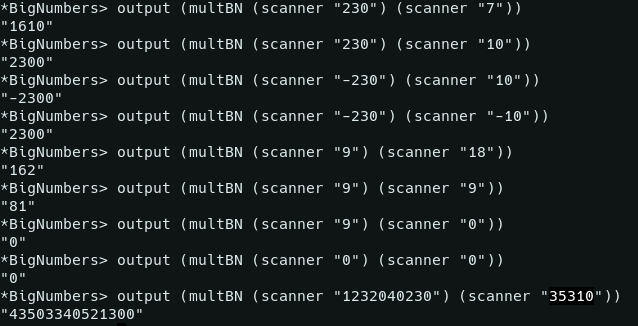 *BigNumbers> output (multBN (scanner "230") (scanner "7"))
"1610"
*BigNumbers> output (multBN (scanner "230") (scanner "10"))
"2300"
*BigNumbers> output (multBN (scanner "-230") (scanner "10"))
"-2300"
*BigNumbers> output (multBN (scanner "-230") (scanner "-10"))
"2300"
*BigNumbers> output (multBN (scanner "9") (scanner "18"))
"162"
*BigNumbers> output (multBN (scanner "9") (scanner "9"))
"81"
*BigNumbers> output (multBN (scanner "9") (scanner "0"))
"0"
*BigNumbers> output (multBN (scanner "0") (scanner "0"))
"0"
*BigNumbers> output (multBN (scanner "1232040230") (scanner "35310"))
"43503340521300"